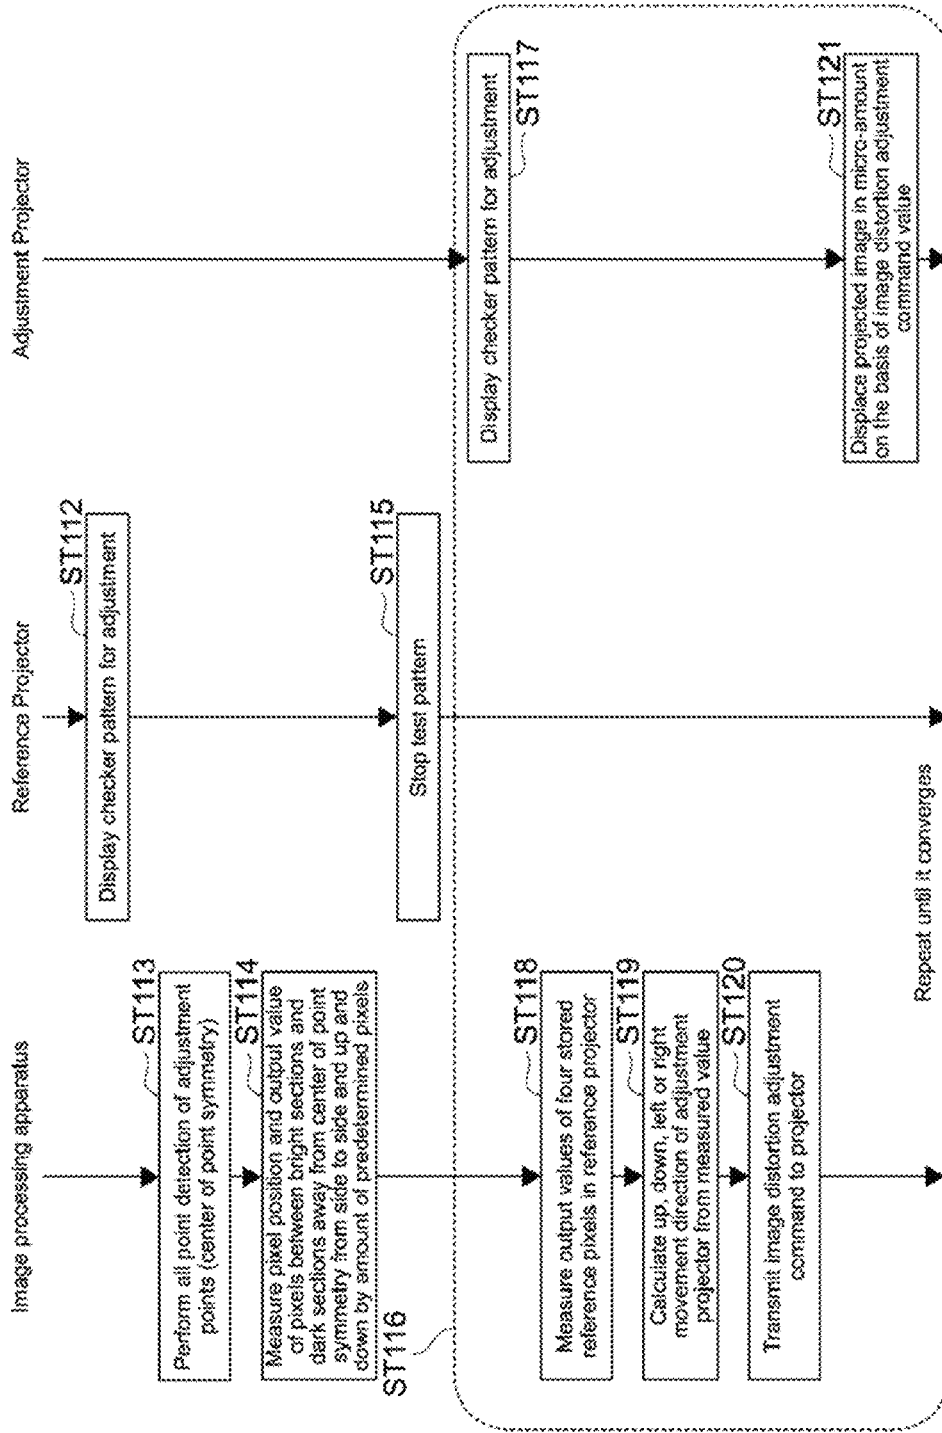 Image processing apparatus
Reference Projector
Adjustment Projector
ST112
Display checker pattern for adjustment
ST113
Perform all point detection of adjustment
points (center of point symmetry)
ST114
Measure pixel position and output value
of pixels between bright sections and
dark sections away from center of point
symmetry from side to side and up and
down by amount of predetermined pixels
ST115
Stop test pattern
ST116
ST117
Display checker pattern for adjustment
ST118
Measure output values of four stored
reference pixels in reference projector
ST119
Calculate up, down, left or right
movement direction of adjustment
projector from measured value
ST120
Transmit image distortion adjustment
command to projector
ST121
Displace projected image in micro-amount
on the basis of image distortion adjustment
command value
Repeat until it converges